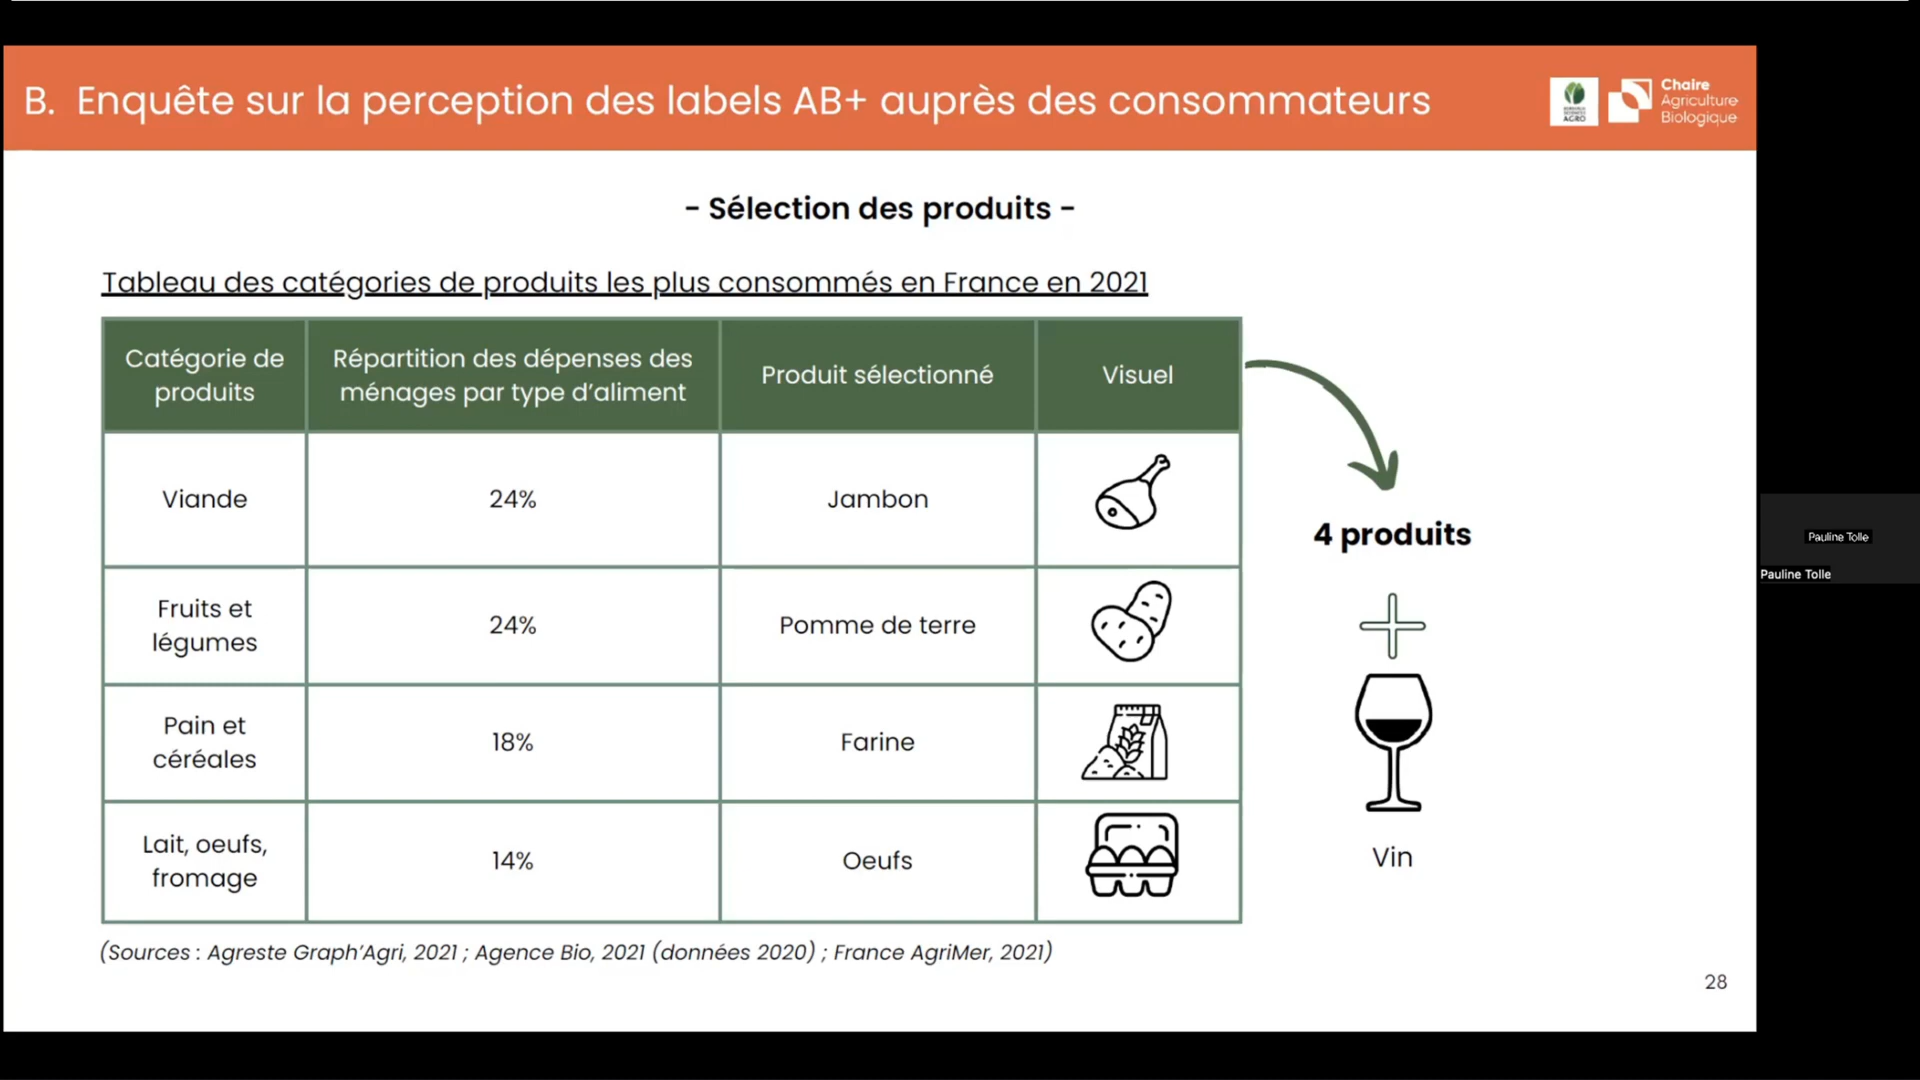 B. Enquête sur la perception des labels AB+ auprès des consommateurs
Chaire
Agriculture
Biologique
AGRO
- Sélection des produits -
Tableau des catégories de produits les plus consommés en France en 2021
Catégorie de
produits
Répartition des dépenses des
ménages par type d’aliment
Produit sélectionné
Visuel
Viande
24%
Jambon
Fruits et
légumes
24%
Pomme de terre
Pain et
céréales
18%
Farine
Lait, oeufs,
fromage
14%
Oeufs
4 produits
Vin
(Sources : Agreste Graph’Agri, 2021 ; Agence Bio, 2021 (données 2020) ; France AgriMer, 2021)
28
Pauline Tolle
Pauline Tolle